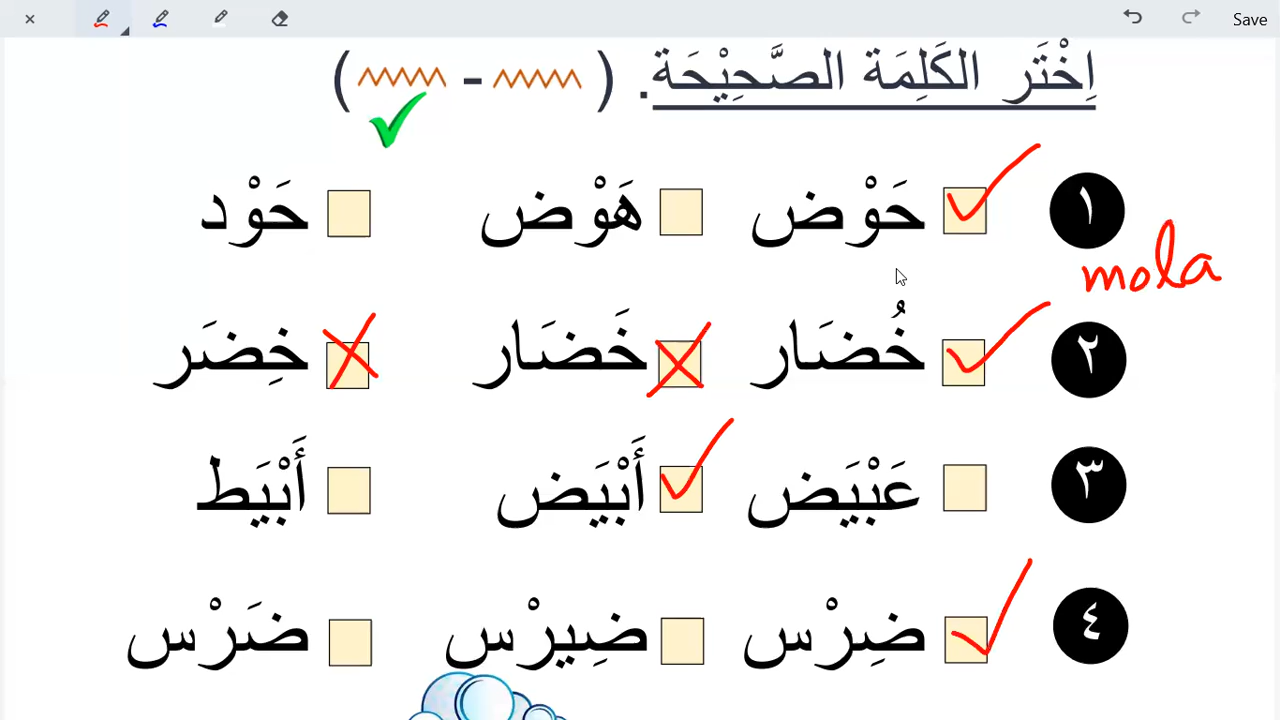 Save
اِخْتَر الكَلِمَة الصَّحِيْحَة. ( - )
١ حَوْض هَوْض حَوْد
mola
٢ خُضَار خَضَار خِضَر
٣ عَبْيَض أَبْيَض أَبْيَط
٤ ضِرْس ضِيرْس ضَرْس